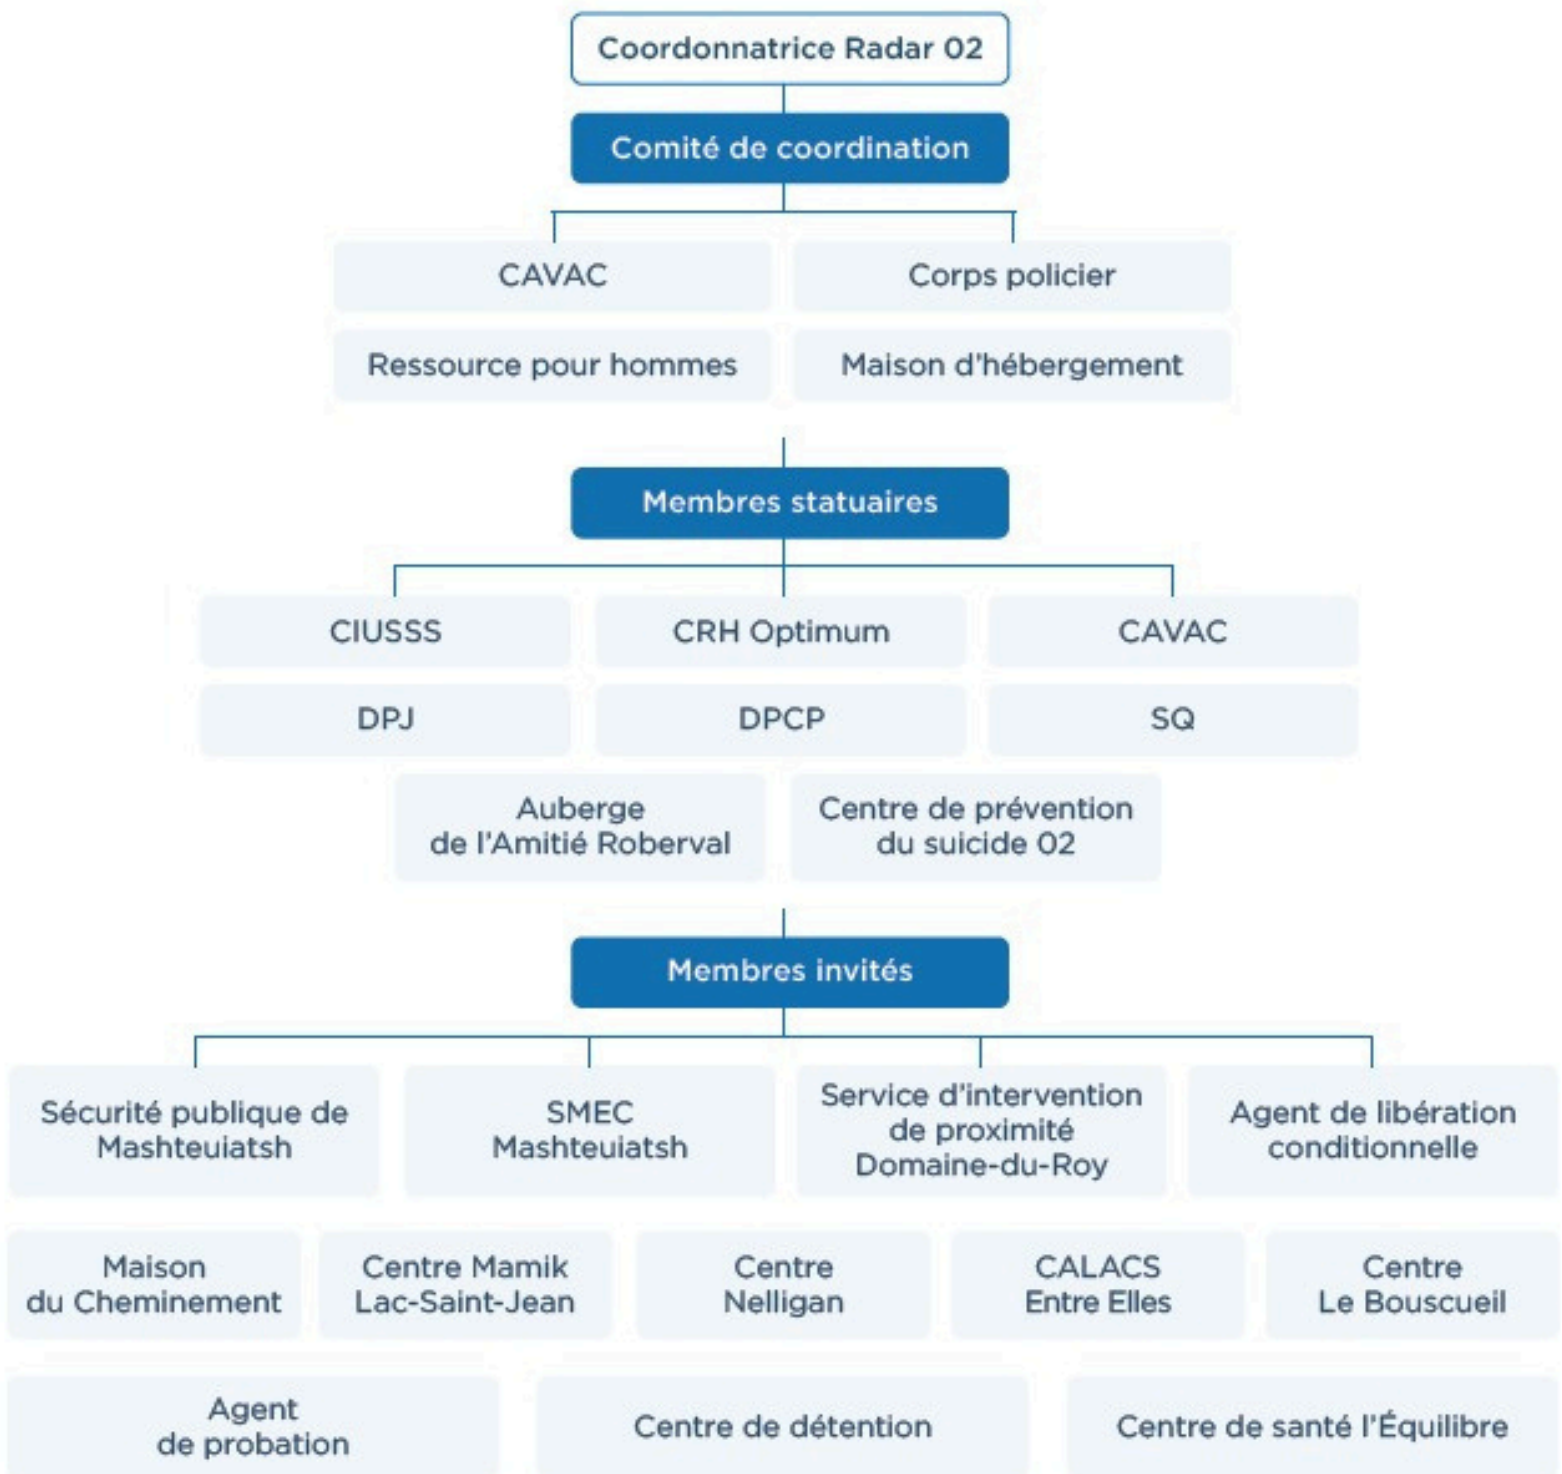 Coordonnatrice Radar 02
Comité de coordination
CAVAC
Corps policier
Ressource pour hommes
Maison d'hébergement
Membres statuaires
CIUSSS
CRH Optimum
CAVAC
DPJ
DPCP
SQ
Auberge
de l'Amitié Roberval
Centre de prévention
du suicide 02
Membres invités
Sécurité publique de
Mashteuiatsh
SMEC
Mashteuiatsh
Service d'intervention
de proximité
Domaine-du-Roy
Agent de libération
conditionnelle
Maison
du Cheminement
Centre Mamik
Lac-Saint-Jean
Centre
Nelligan
CALACS
Entre Elles
Centre
Le Bouscueil
Agent
de probation
Centre de détention
Centre de santé l'Équilibre